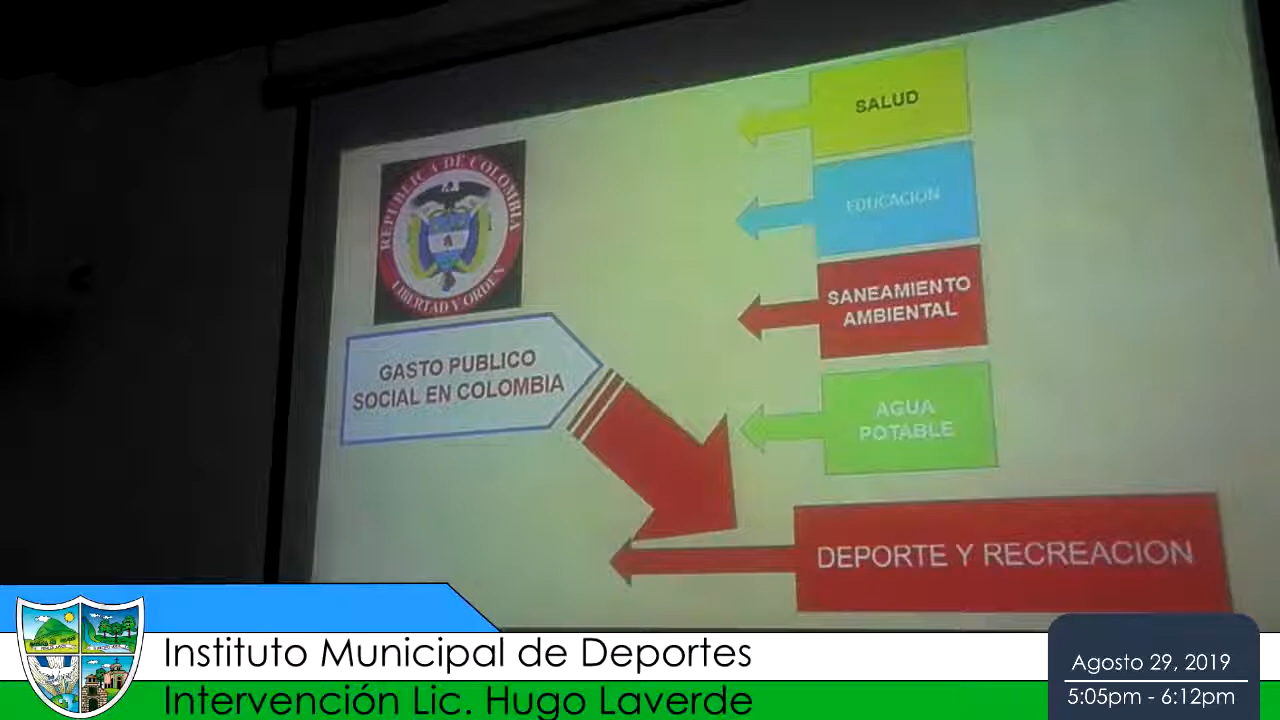 REPUBLICA DE COLOMBIA
LIBERTAD Y ORDEN
GASTO PUBLICO
SOCIAL EN COLOMBIA
SALUD
EDUCACION
SANEAMIENTO
AMBIENTAL
AGUA
POTABLE
DEPORTE Y RECREACION
Instituto Municipal de Deportes
Intervención Lic. Hugo Laverde
Agosto 29, 2019
5:05pm - 6:12pm